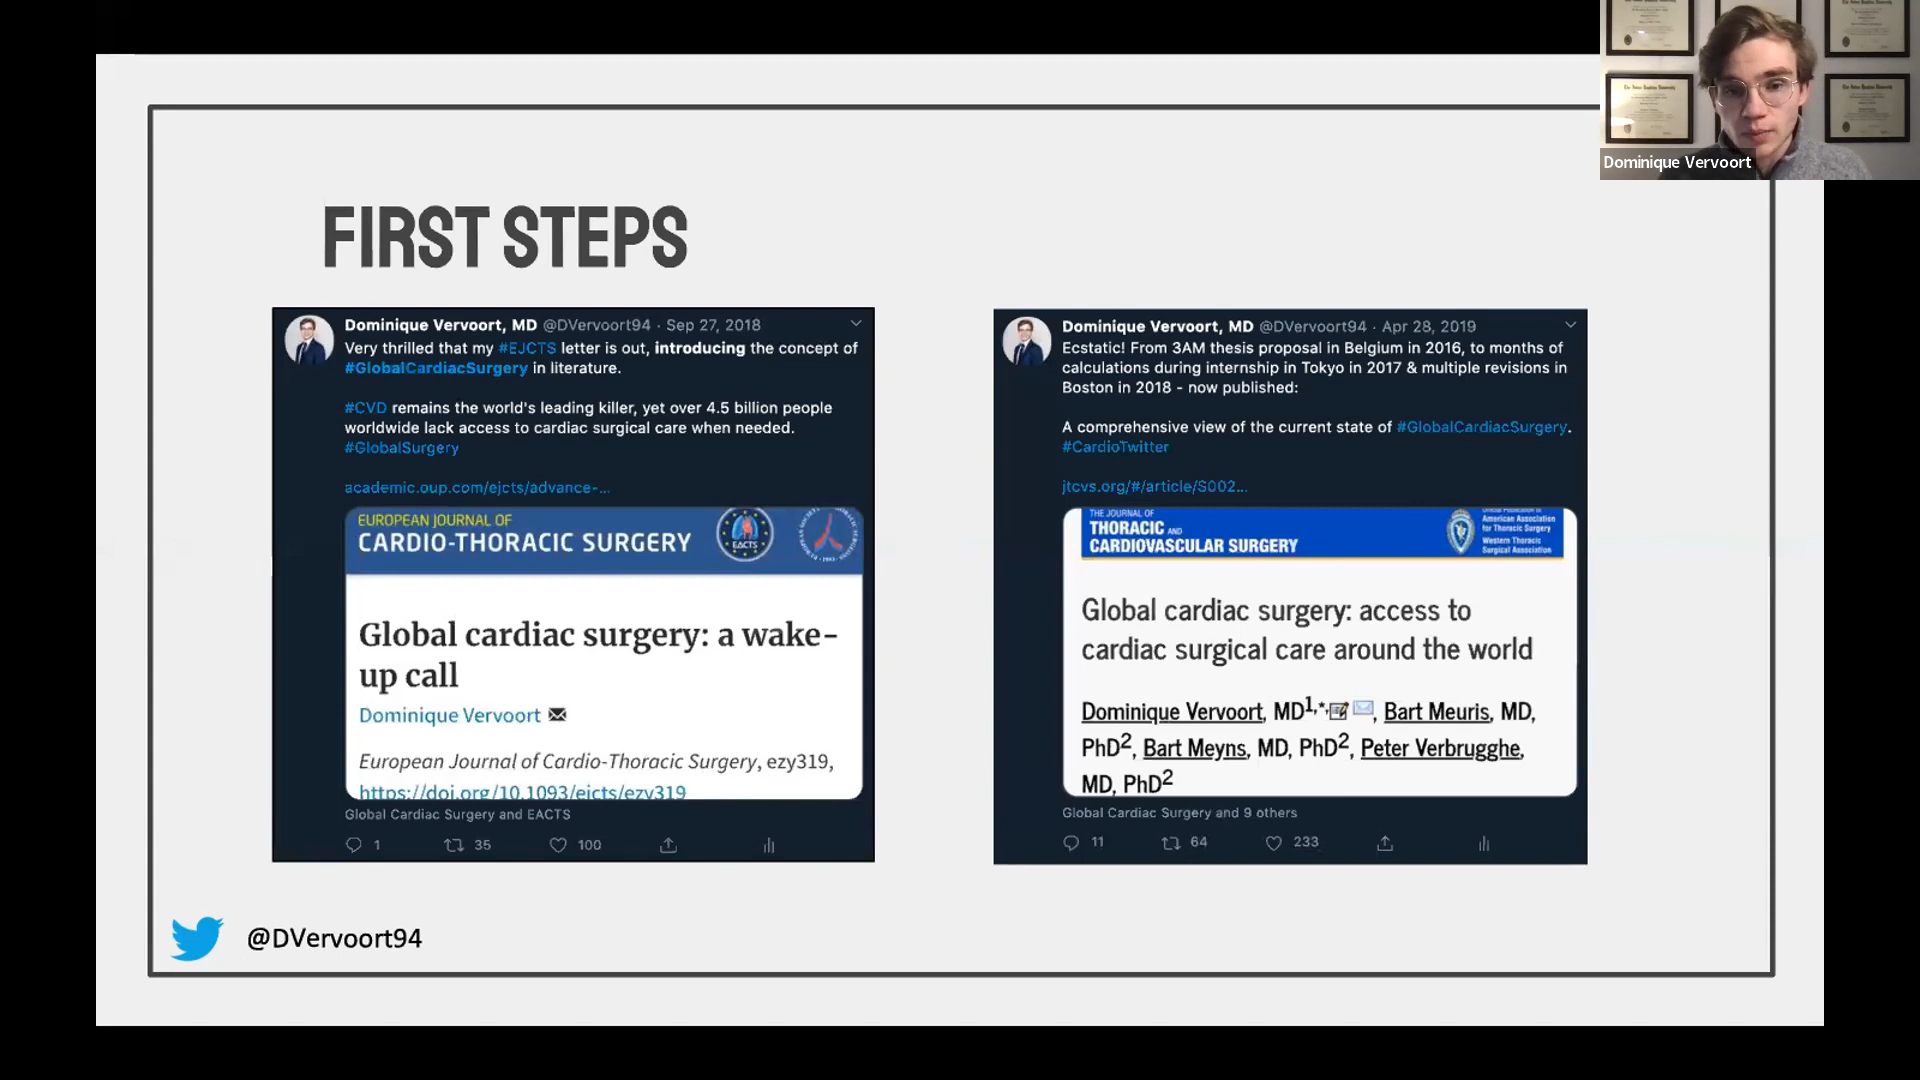 Dominique Vervoort
FIRST STEPS
Dominique Vervoort, MD @DVervoort94 · Sep 27, 2018
Very thrilled that my #EJCTS letter is out, introducing the concept of
#GlobalCardiacSurgery in literature.
#CVD remains the world's leading killer, yet over 4.5 billion people
worldwide lack access to cardiac surgical care when needed.
#GlobalSurgery
academic.oup.com/ejcts/advance-...
EUROPEAN JOURNAL OF
CARDIO-THORACIC SURGERY
EACTS
Global cardiac surgery: a wake-
up call
Dominique Vervoort
European Journal of Cardio-Thoracic Surgery, ezy319,
https://doi.org/10.1093/ejcts/ezy319
Global Cardiac Surgery and EACTS
1 35 100
Dominique Vervoort, MD @DVervoort94 · Apr 28, 2019
Ecstatic! From 3AM thesis proposal in Belgium in 2016, to months of
calculations during internship in Tokyo in 2017 & multiple revisions in
Boston in 2018 - now published:
A comprehensive view of the current state of #GlobalCardiacSurgery.
#CardioTwitter
jtcvs.org/#/article/S002...
THE JOURNAL OF
THORACIC AND
CARDIOVASCULAR SURGERY
American Association
for Thoracic Surgery
Western Thoracic
Surgical Association
Global cardiac surgery: access to
cardiac surgical care around the world
Dominique Vervoort, MD1,*, Bart Meuris, MD,
PhD2, Bart Meyns, MD, PhD2, Peter Verbrugghe,
MD, PhD2
Global Cardiac Surgery and 9 others
11 64 233
@DVervoort94